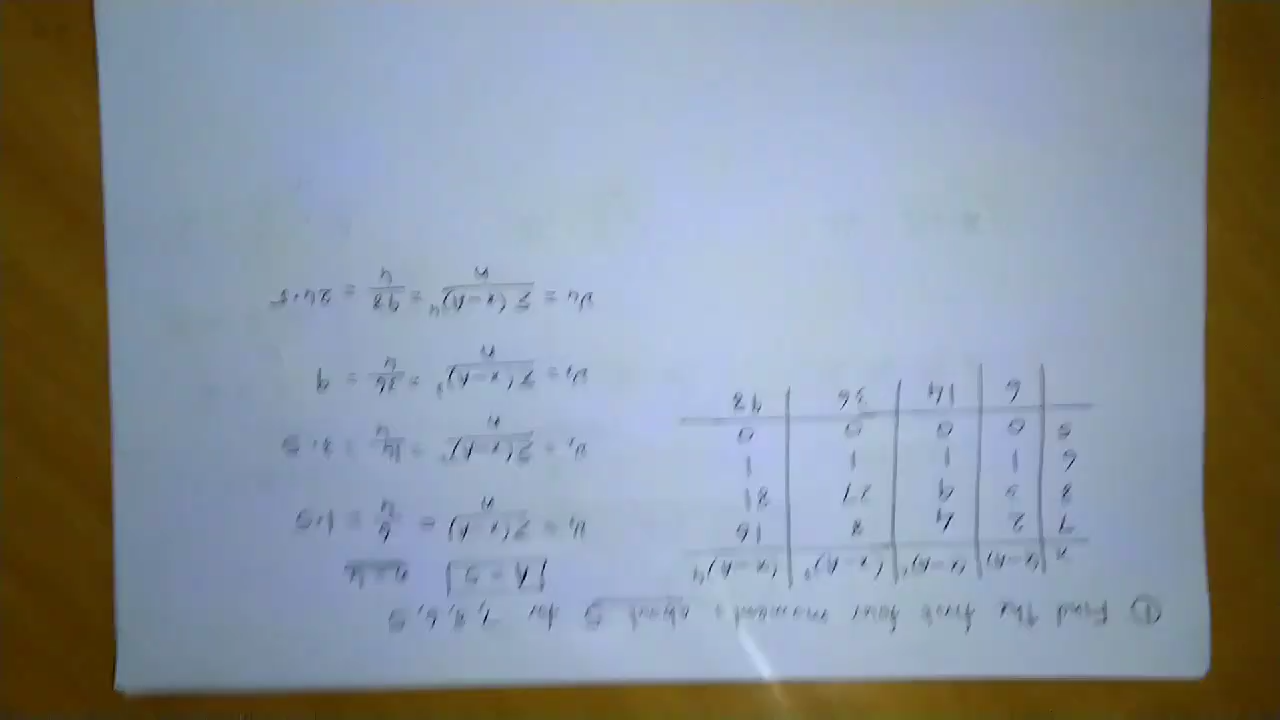 ① Find the first four moments about 5 for 7, 8, 6, 5
x | (x-A) | (x-A)² | (x-A)³ | (x-A)4
7 | 2 | 4 | 8 | 16
8 | 3 | 9 | 27 | 81
6 | 1 | 1 | 1 | 1
5 | 0 | 0 | 0 | 0
6 | 14 | 36 | 98
A = 5 n = 4
μ1 = Σ(x-A) / n = 6/4 = 1.5
= Σ(x-A)² / n = 14/4 = 3.5
= Σ(x-A)³ / n = 36/4 = 9
μ4 = Σ(x-A)4 / n = 98/4 = 24.5